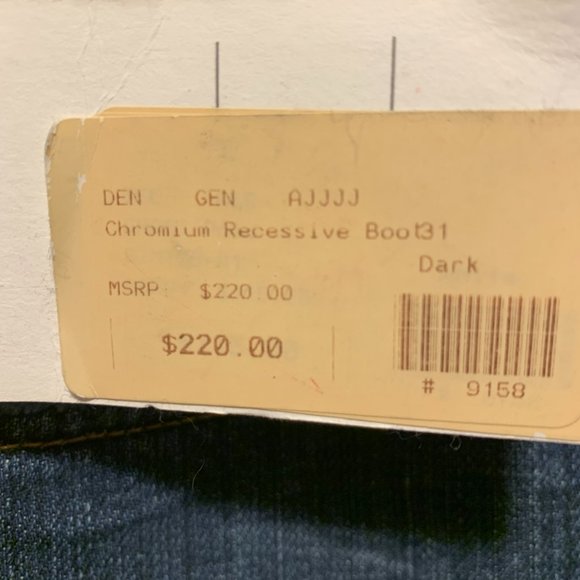 DEN GEN AJJJJ
Chromium Recessive Boot31
Dark
MSRP $220.00
$220.00
# 9158